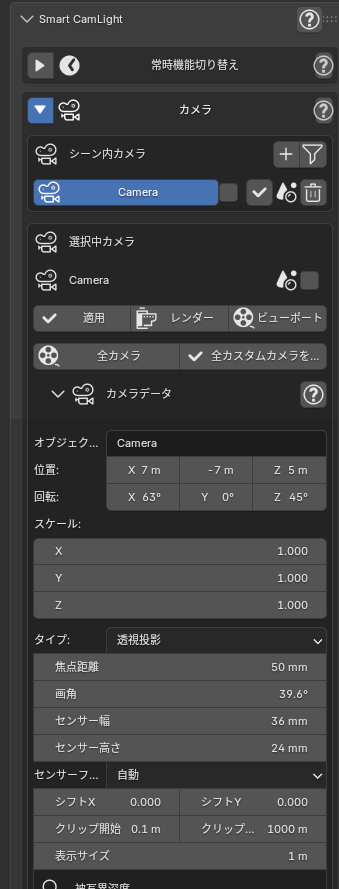 Smart CamLight
常時機能切り替え
カメラ
シーン内カメラ
Camera
選択中カメラ
Camera
適用 レンダー ビューポート
全カメラ 全カスタムカメラを...
カメラデータ
オブジェク... Camera
位置: X 7 m -7 m Z 5 m
回転: X 63° Y 0° Z 45°
スケール:
X 1.000
Y 1.000
Z 1.000
タイプ: 透視投影
焦点距離 50 mm
画角 39.6°
センサー幅 36 mm
センサー高さ 24 mm
センサーフ... 自動
シフトX 0.000 シフトY 0.000
クリップ開始 0.1 m クリップ... 1000 m
表示サイズ 1 m
被写界深度